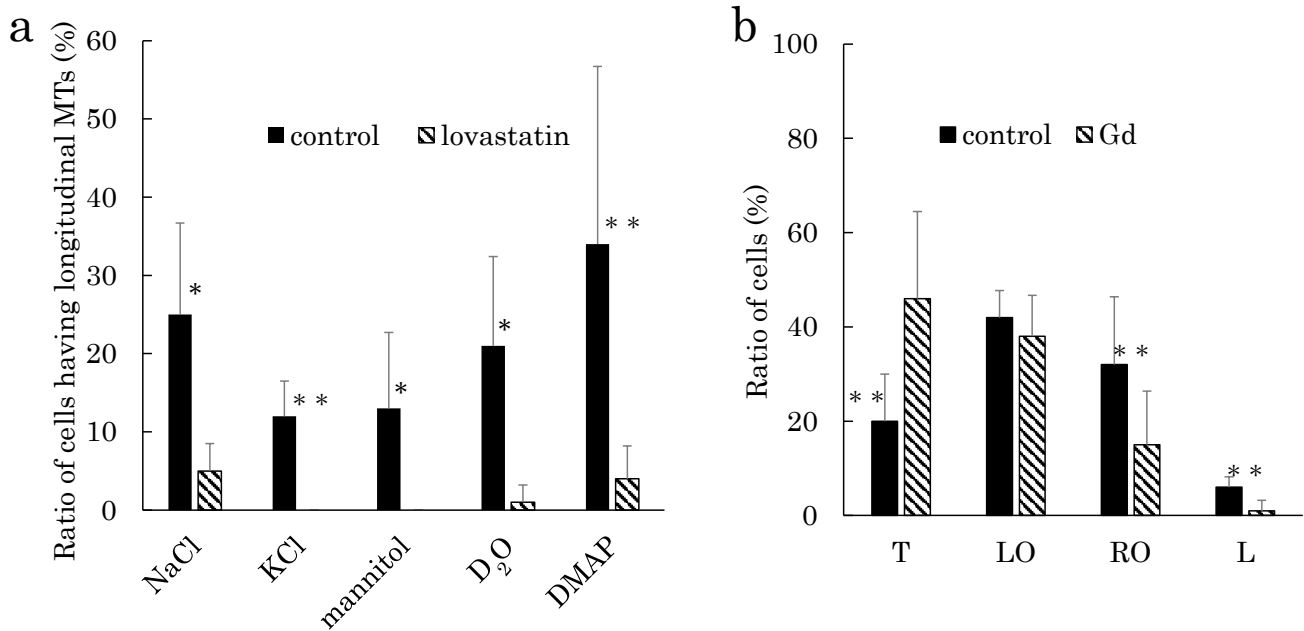 a
Ratio of cells having longitudinal MTs (%)
60
50
40
30
20
10
0
control
lovastatin
*
**
*
*
**
NaCl
KCl
mannitol
D₂O
DMAP
b
Ratio of cells (%)
100
80
60
40
20
0
control
Gd
**
**
**
T
LO
RO
L